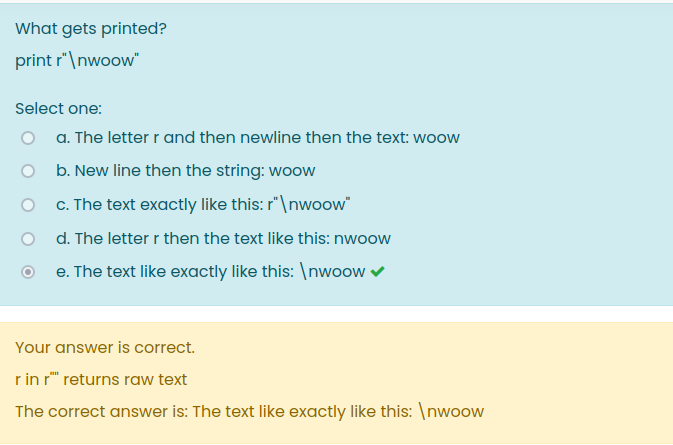 What gets printed?
print r"\nwoow"
Select one:
a. The letter r and then newline then the text: woow
b. New line then the string: woow
c. The text exactly like this: r"\nwoow"
d. The letter r then the text like this: nwoow
e. The text like exactly like this: \nwoow
Your answer is correct.
r in r"" returns raw text
The correct answer is: The text like exactly like this: \nwoow